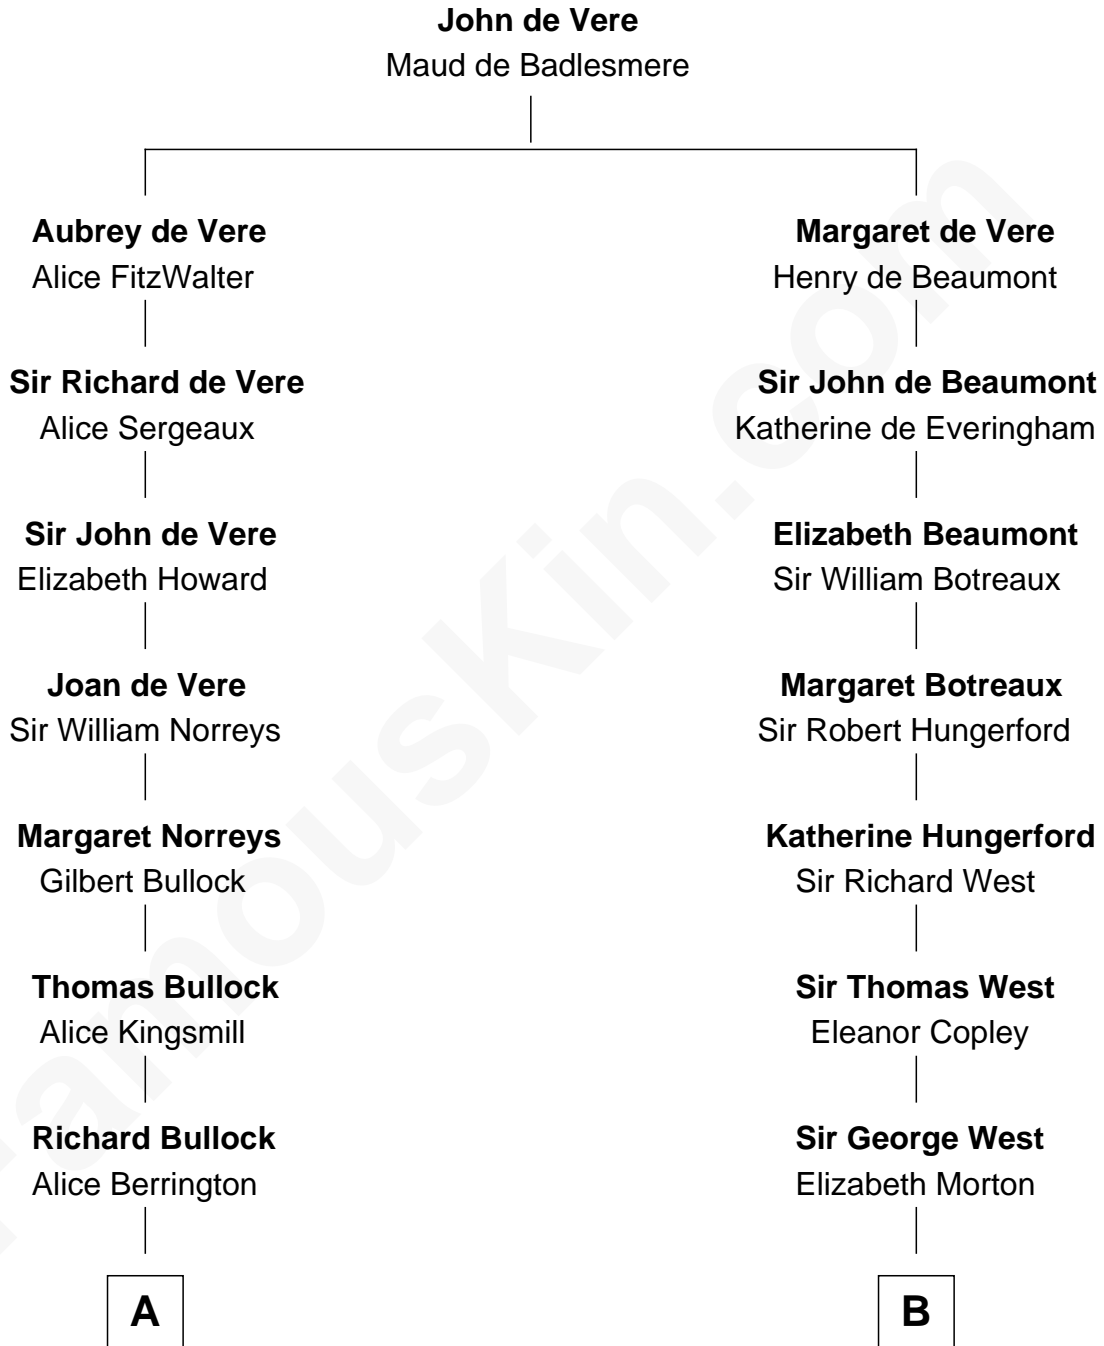 John de Vere
Maud de Badlesmere
Aubrey de Vere
Alice FitzWalter
Margaret de Vere
Henry de Beaumont
Sir Richard de Vere
Alice Sergeaux
Sir John de Beaumont
Katherine de Everingham
Sir John de Vere
Elizabeth Howard
Elizabeth Beaumont
Sir William Botreaux
Joan de Vere
Sir William Norreys
Margaret Botreaux
Sir Robert Hungerford
Margaret Norreys
Gilbert Bullock
Katherine Hungerford
Sir Richard West
Thomas Bullock
Alice Kingsmill
Sir Thomas West
Eleanor Copley
Richard Bullock
Alice Berrington
Sir George West
Elizabeth Morton
A
B
FamousKin.com